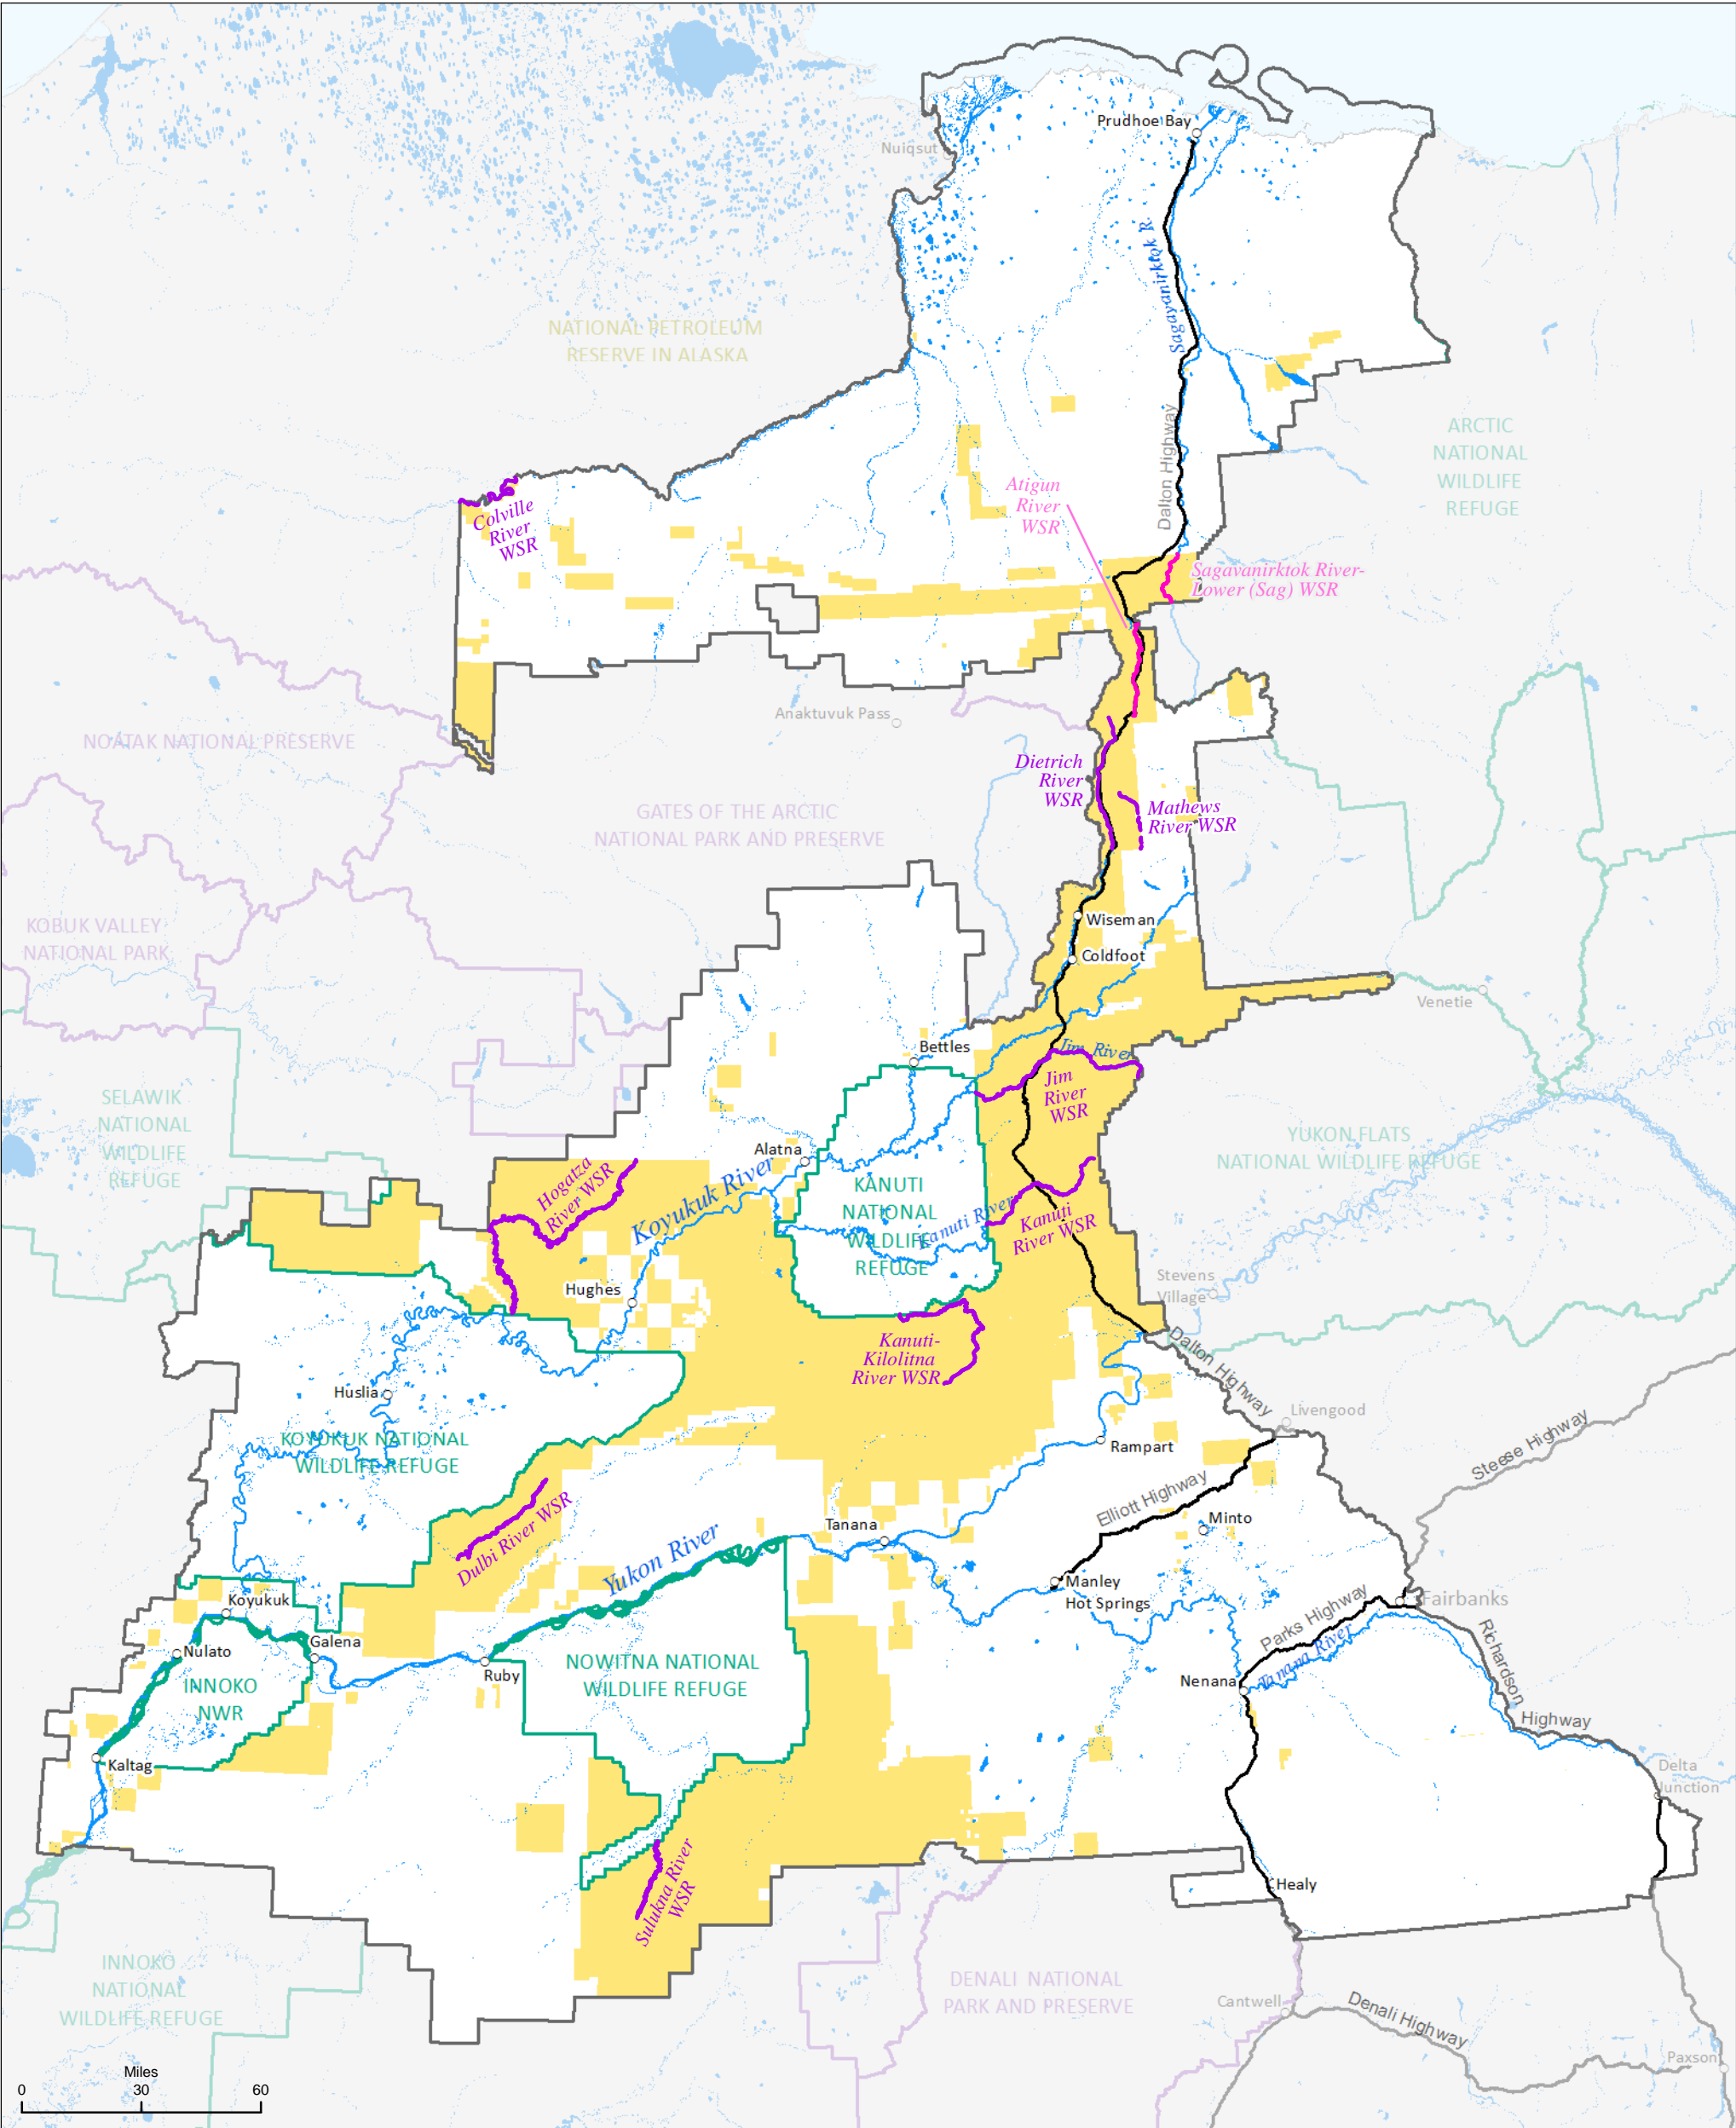 Prudhoe Bay
Nuiqsut
Sagavanirktok R.
NATIONAL PETROLEUM
RESERVE IN ALASKA
Dalton Highway
ARCTIC
NATIONAL
WILDLIFE
REFUGE
Atigun
River
WSR
Colville
River
WSR
Sagavanirktok River-
Lower (Sag) WSR
Anaktuvuk Pass
NOATAK NATIONAL PRESERVE
Dietrich
River
WSR
Mathews
River WSR
GATES OF THE ARCTIC
NATIONAL PARK AND PRESERVE
KOBUK VALLEY
NATIONAL PARK
Wiseman
Coldfoot
Venetie
Bettles
Jim River
Jim
River
WSR
SELAWIK
NATIONAL
WILDLIFE
REFUGE
YUKON FLATS
NATIONAL WILDLIFE REFUGE
Alatna
Hogatza
River WSR
Koyukuk River
KANUTI
NATIONAL
WILDLIFE
REFUGE
Kanuti River
Kanuti
River WSR
Stevens
Village
Hughes
Kanuti-
Kilolitna
River WSR
Dalton Highway
Huslia
Livengood
KOYUKUK NATIONAL
WILDLIFE REFUGE
Rampart
Steese Highway
Elliott Highway
Dulbi River WSR
Minto
Tanana
Yukon River
Manley
Hot Springs
Koyukuk
Fairbanks
Parks Highway
Tanana River
Richardson
Highway
Nulato
Galena
Ruby
INNOKO
NWR
NOWITNA NATIONAL
WILDLIFE REFUGE
Nenana
Kaltag
Delta
Junction
Sulukna River
WSR
Healy
INNOKO
NATIONAL
WILDLIFE REFUGE
DENALI NATIONAL
PARK AND PRESERVE
Cantwell
Denali Highway
Paxson
Miles
0 30 60